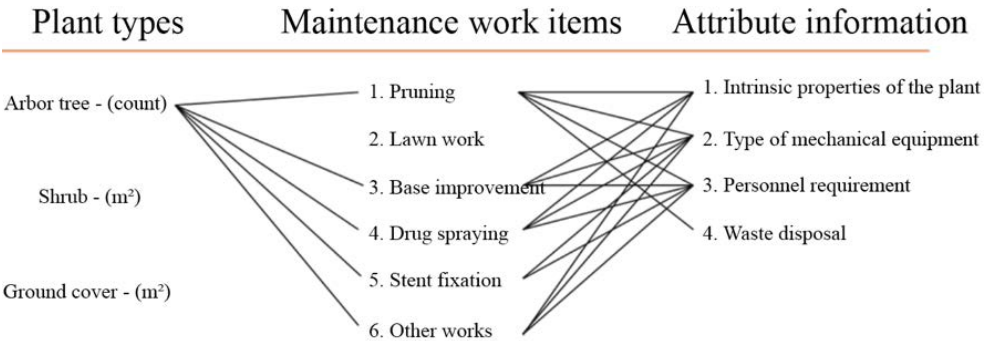 Plant types
Maintenance work items
Attribute information
Arbor tree - (count)
Shrub - (m²)
Ground cover - (m²)
1. Pruning
2. Lawn work
3. Base improvement
4. Drug spraying
5. Stent fixation
6. Other works
1. Intrinsic properties of the plant
2. Type of mechanical equipment
3. Personnel requirement
4. Waste disposal